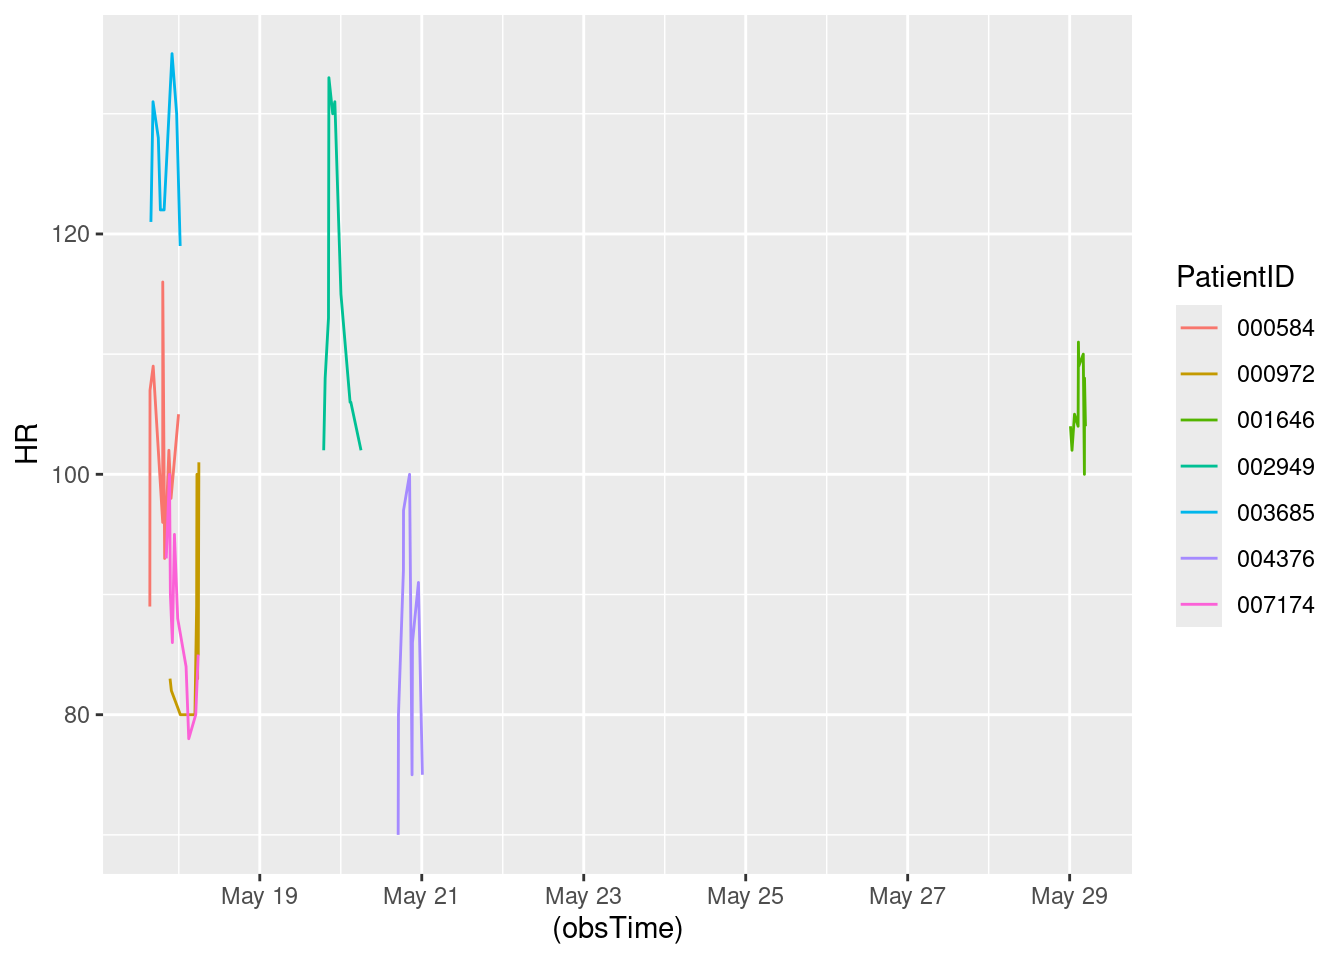 HR
120
100
80
May 19
May 21
May 23
May 25
May 27
May 29
(obsTime)
PatientID
000584
000972
001646
002949
003685
004376
007174